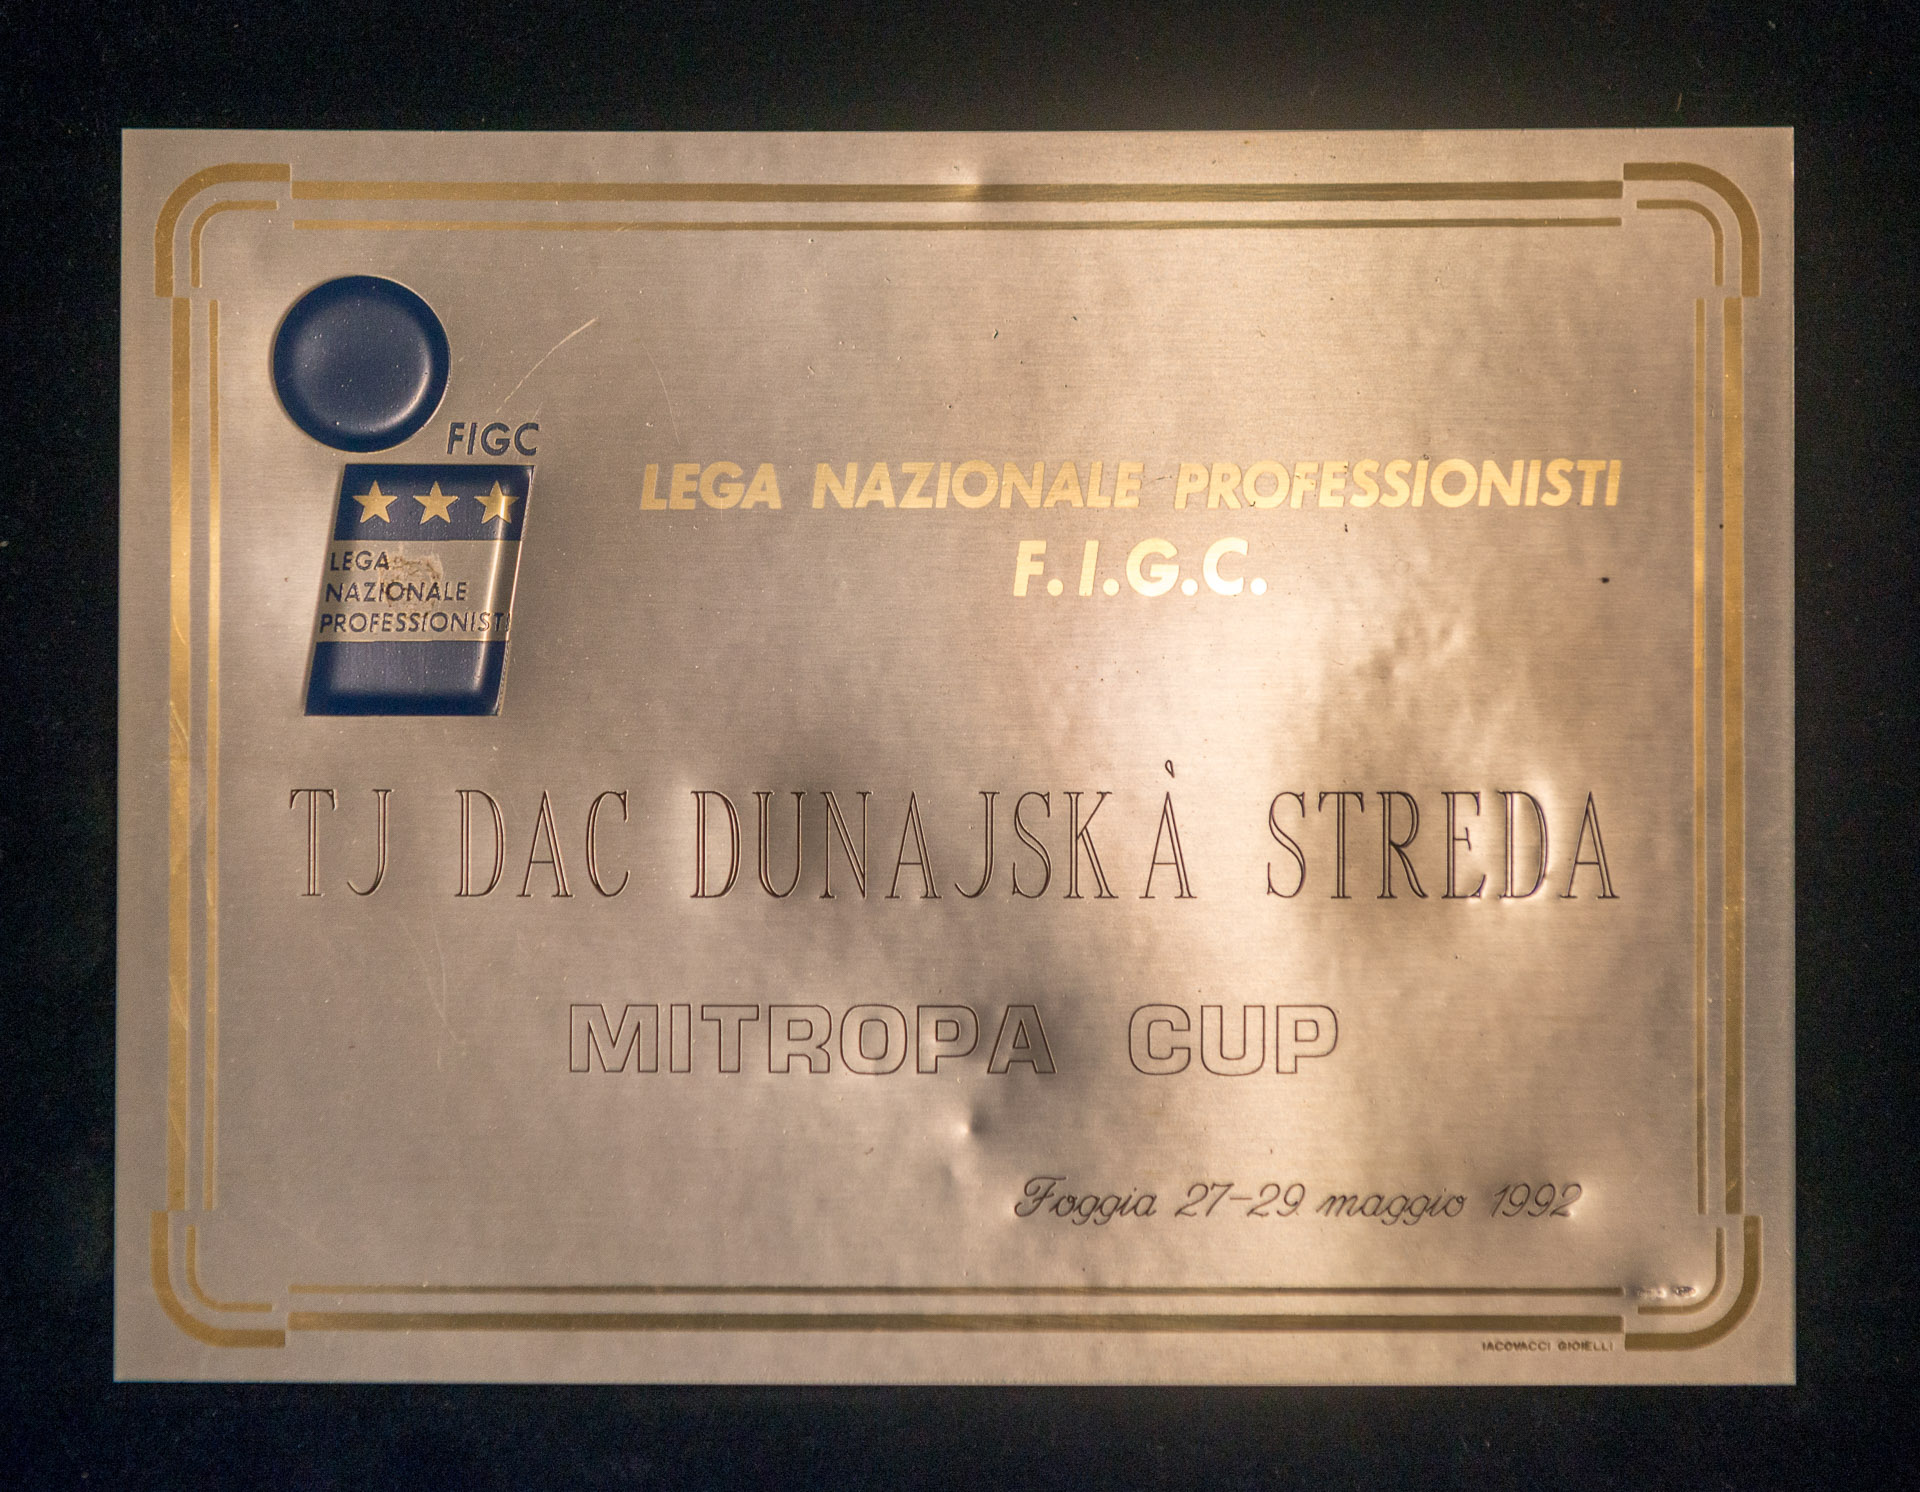 FIGC
LEGA
NAZIONALE
PROFESSIONISTI
LEGA NAZIONALE PROFESSIONISTI
F.I.G.C.
TJ DAC DUNAJSKÁ STREDA
MITROPA CUP
Foggia 27-29 maggio 1992
IACOVACCI GIOIELLI